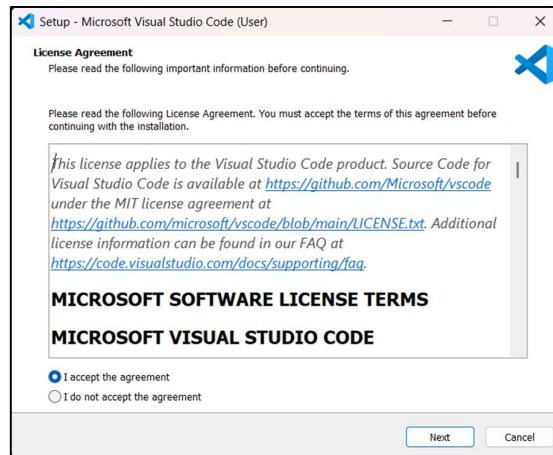 Setup - Microsoft Visual Studio Code (User)
License Agreement
Please read the following important information before continuing.
Please read the following License Agreement. You must accept the terms of this agreement before
continuing with the installation.
This license applies to the Visual Studio Code product. Source Code for
Visual Studio Code is available at https://github.com/Microsoft/vscode
under the MIT license agreement at
https://github.com/microsoft/vscode/blob/main/LICENSE.txt. Additional
license information can be found in our FAQ at
https://code.visualstudio.com/docs/supporting/faq.
MICROSOFT SOFTWARE LICENSE TERMS
MICROSOFT VISUAL STUDIO CODE
I accept the agreement
I do not accept the agreement
Next
Cancel